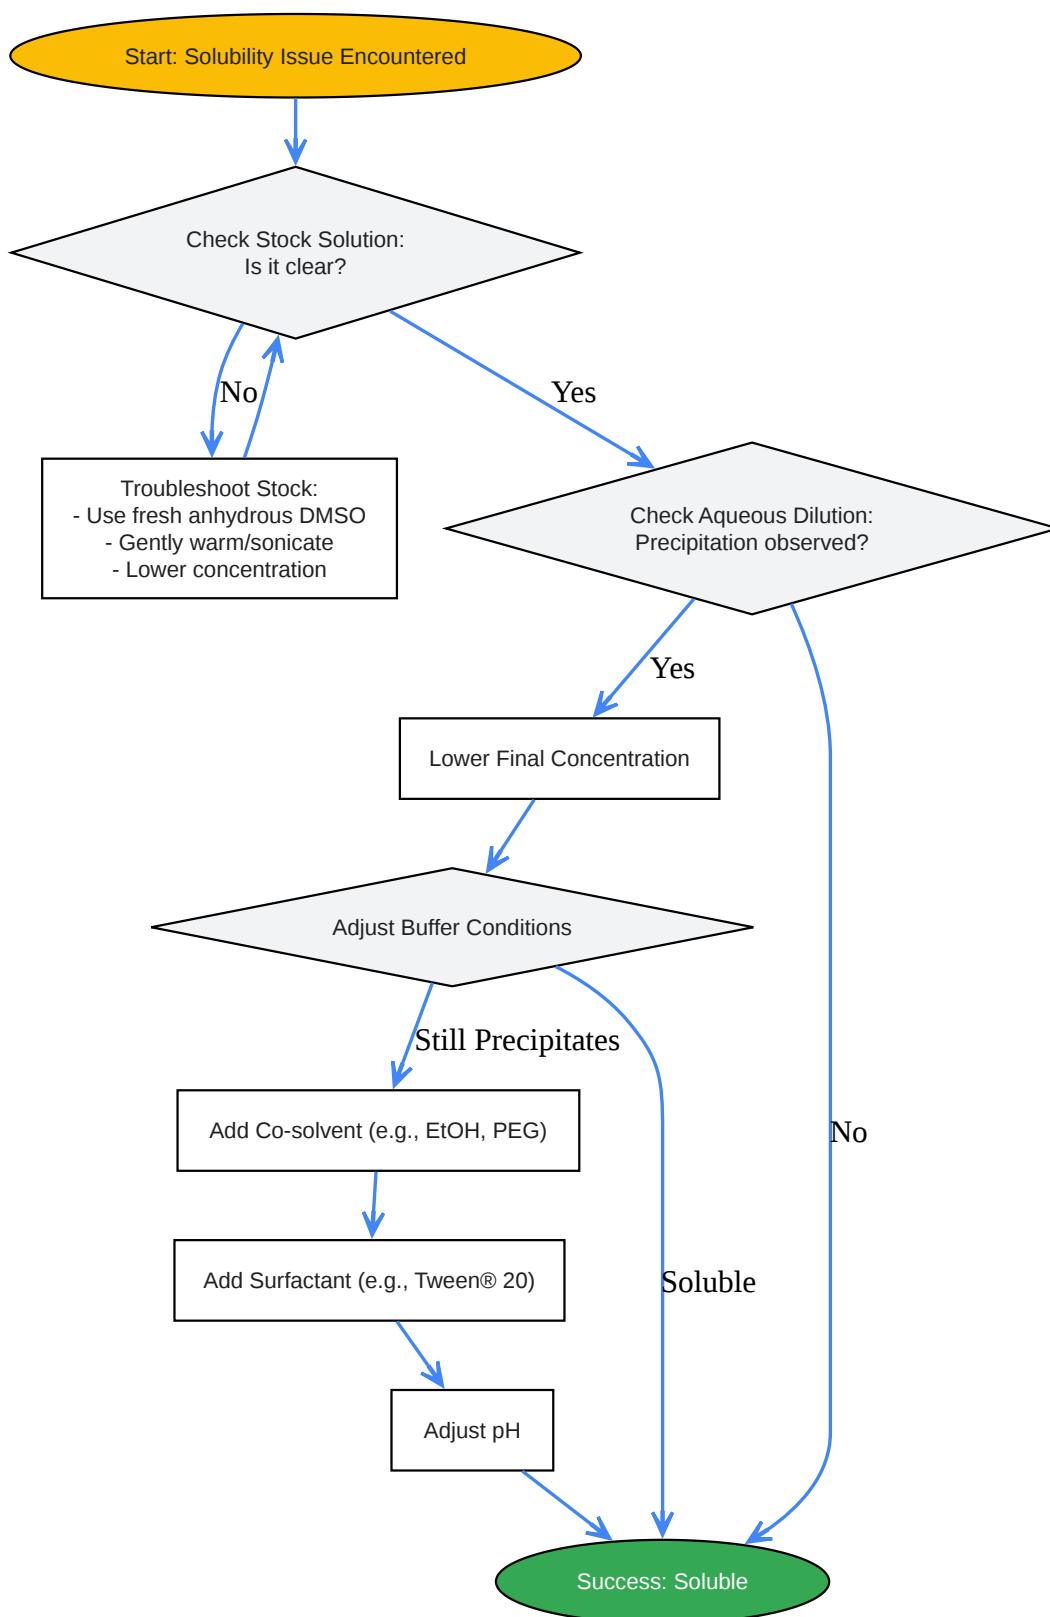 Start: Solubility Issue Encountered
Check Stock Solution:
Is it clear?
No
Yes
Troubleshoot Stock:
- Use fresh anhydrous DMSO
- Gently warm/sonicate
- Lower concentration
Check Aqueous Dilution:
Precipitation observed?
Yes
Lower Final Concentration
Adjust Buffer Conditions
Still Precipitates
Add Co-solvent (e.g., EtOH, PEG)
No
Add Surfactant (e.g., Tween® 20)
Soluble
Adjust pH
Success: Soluble